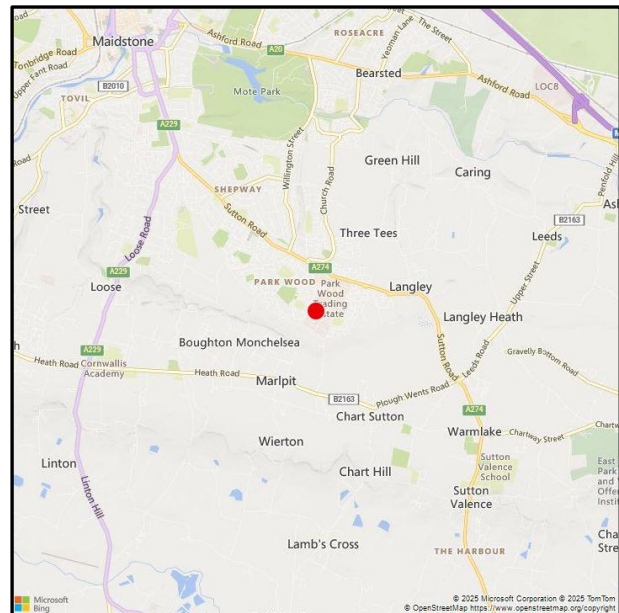 Maidstone
Ashford Road
A20
ROSEACRE
Yeoman Lane
The Street
Bearsted
Tonbridge Road
Upper Fant Road
B2010
TOVIL
Mote Park
Ashford Road
LOC8
M
A229
Willington Street
Church Road
Green Hill
Caring
Penfold Hill
SHEPWAY
B2163
Street
Sutton Road
Three Tees
Leeds
Loose Road
Upper Street
A229
Loose
PARK WOOD
A274
Park
Wood
Trading
Estate
Langley
Langley Heath
Boughton Monchelsea
Sutton Road
Leeds Road
Gravelly Bottom Road
A229
Cornwallis
Academy
Heath Road
Heath Road
Marlpit
B2163
Plough Wents Road
Chart Sutton
A274
Warmlake
Chartway Street
Chartw
Wierton
Linton
Chart Hill
Sutton
Valence
School
East
Park
and Y
Offen
Instit
Linton Hill
Sutton
Valence
Lamb's Cross
THE HARBOUR
Cha
Stre
Microsoft
Bing
© 2025 Microsoft Corporation © 2025 TomTom
© OpenStreetMap https://www.openstreetmap.org/copyright